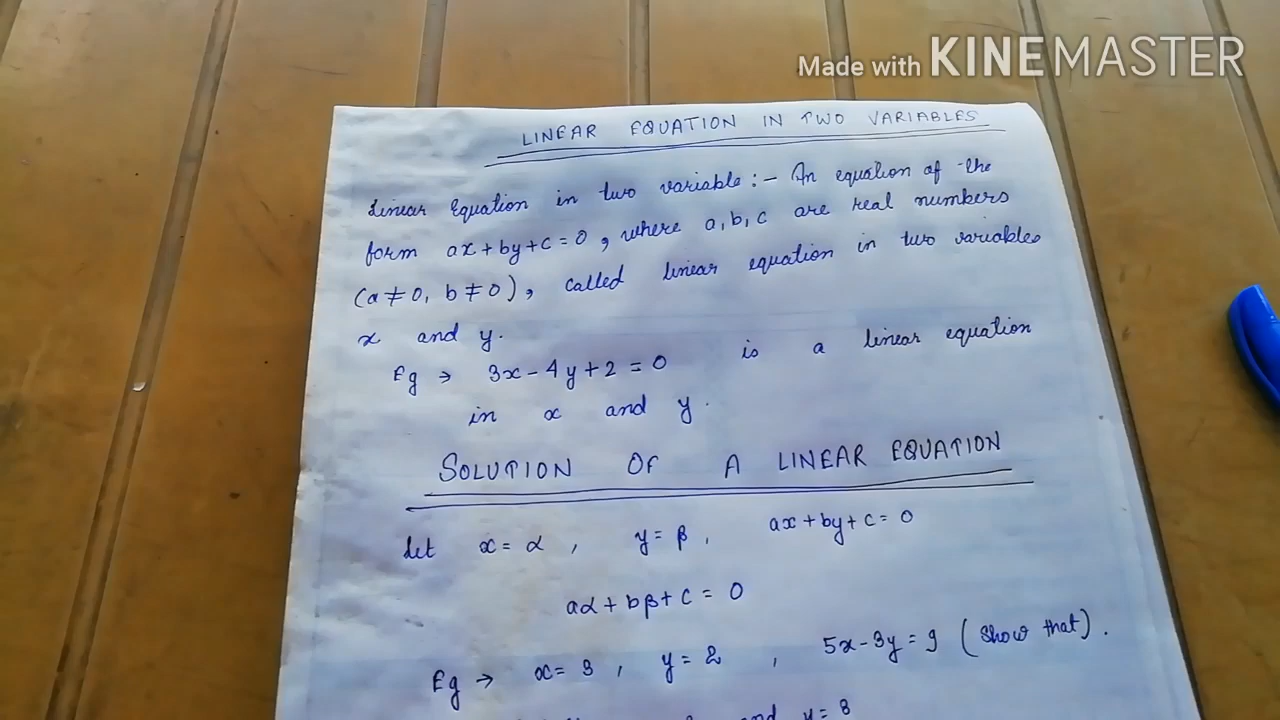 Made with KINEMASTER
LINEAR EQUATION IN TWO VARIABLES
Linear Equation in two variable :- An equation of the
form ax + by + c = 0 , where a, b, c are real numbers
(a ≠ 0, b ≠ 0), called linear equation in two variables
x and y.
Eg → 3x - 4y + 2 = 0 is a linear equation
in x and y.
SOLUTION OF A LINEAR EQUATION
Let x = α , y = β , ax + by + c = 0
aα + bβ + c = 0
Eg → x = 3 , y = 2 , 5x - 3y = 9 (Show that).
and y = 3